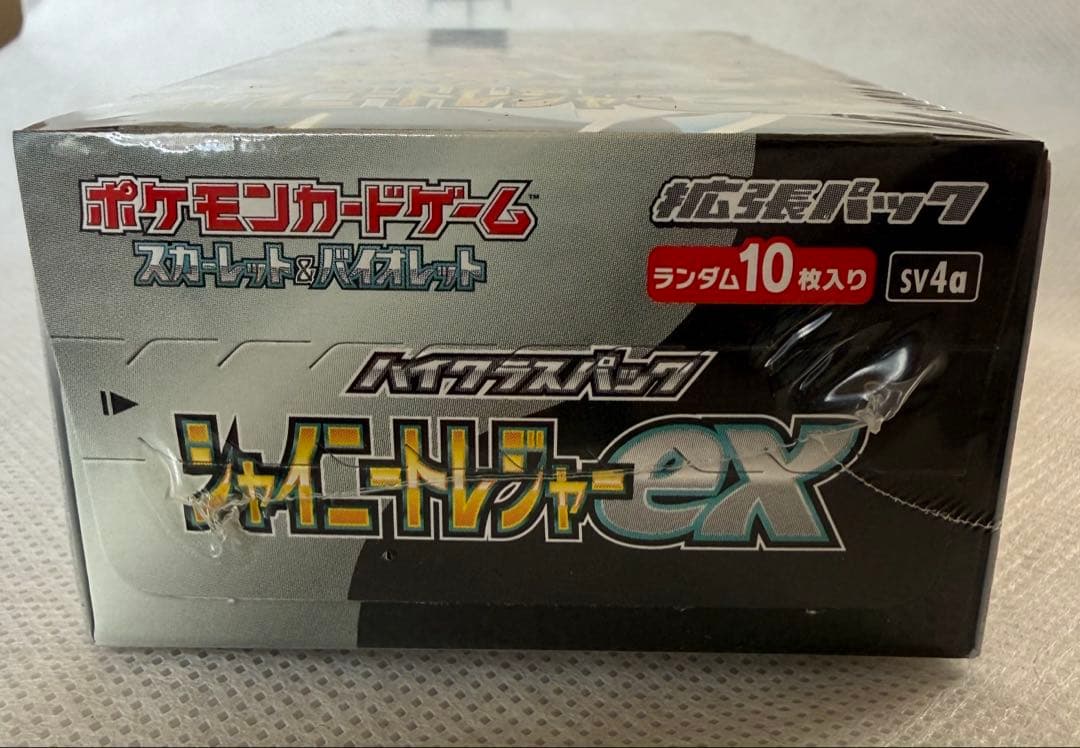 ポケモンカードゲーム™
スカーレット&バイオレット
拡張パック
ランダム10枚入り
sv4a
ハイクラスパック
シャイニートレジャーex